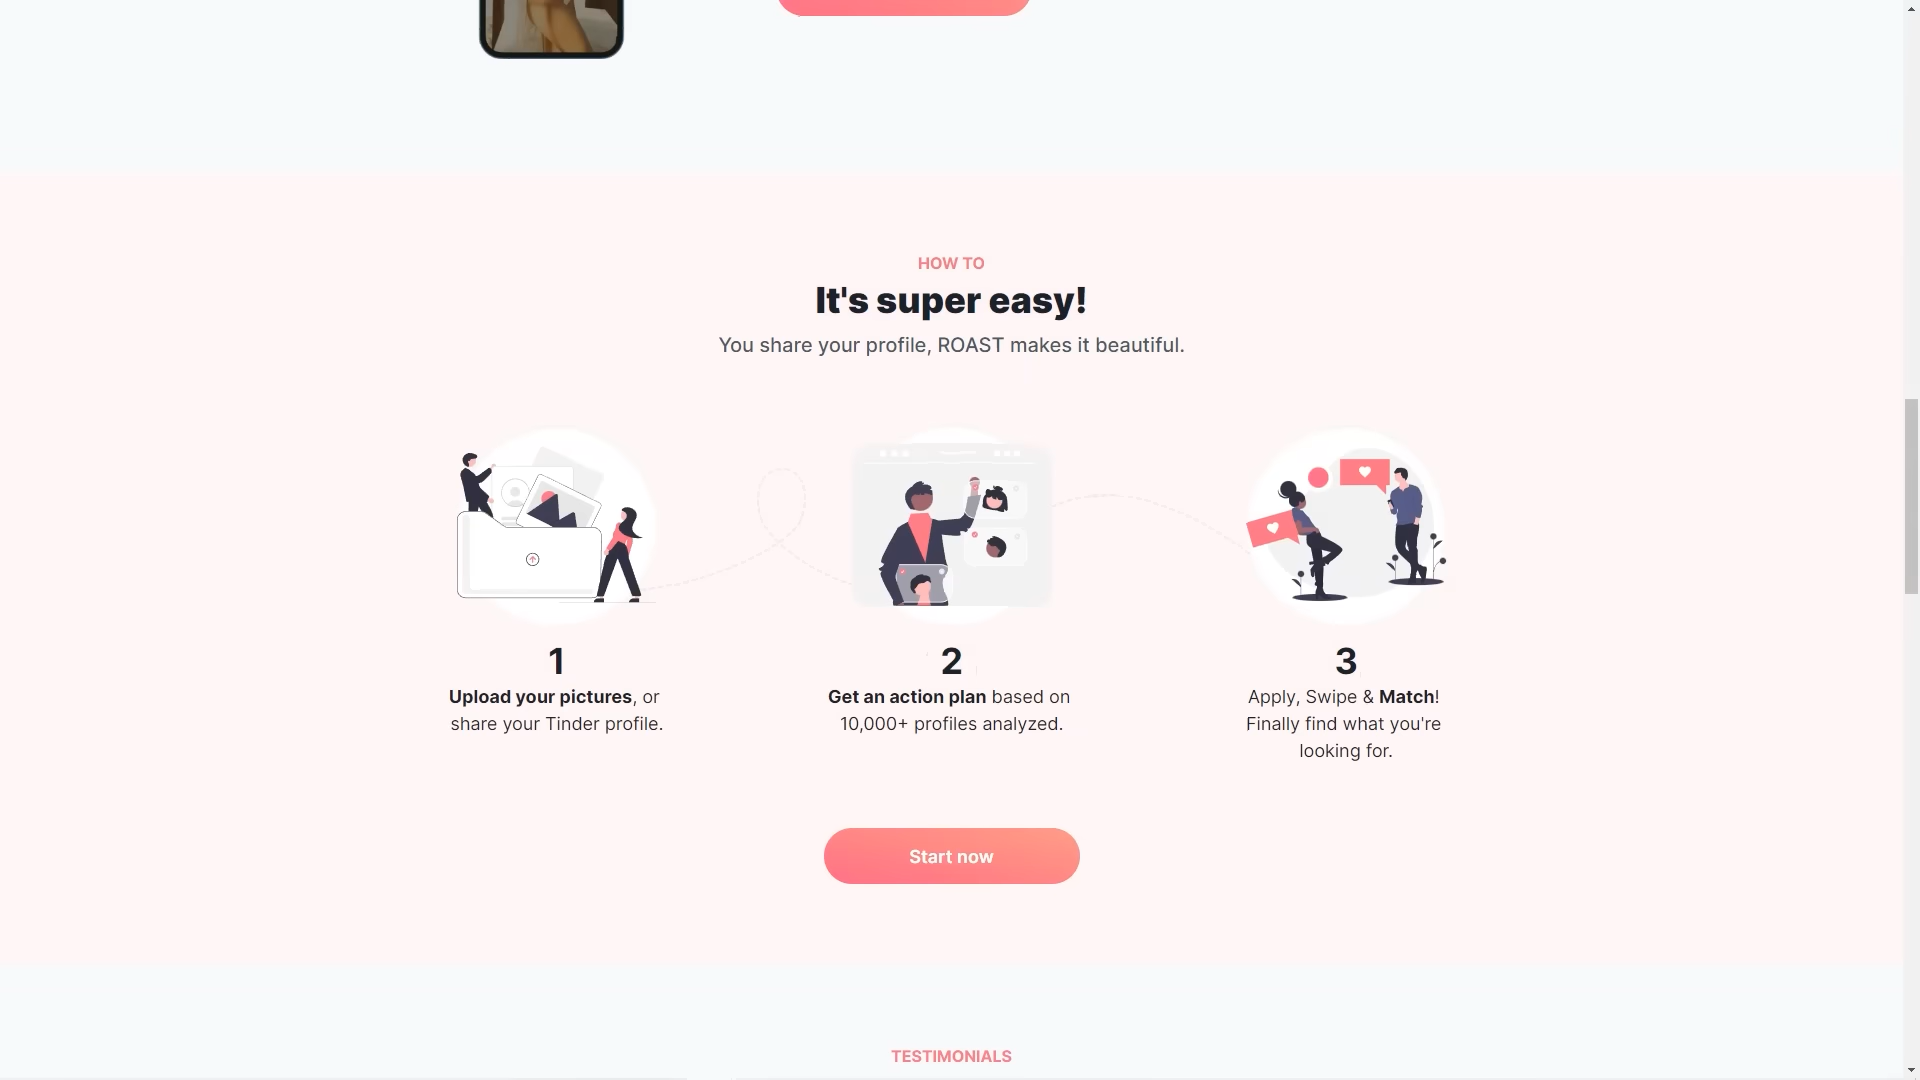 HOW TO
It's super easy!
You share your profile, ROAST makes it beautiful.
1
Upload your pictures, or
share your Tinder profile.
2
Get an action plan based on
10,000+ profiles analyzed.
3
Apply, Swipe & Match!
Finally find what you're
looking for.
Start now
TESTIMONIALS